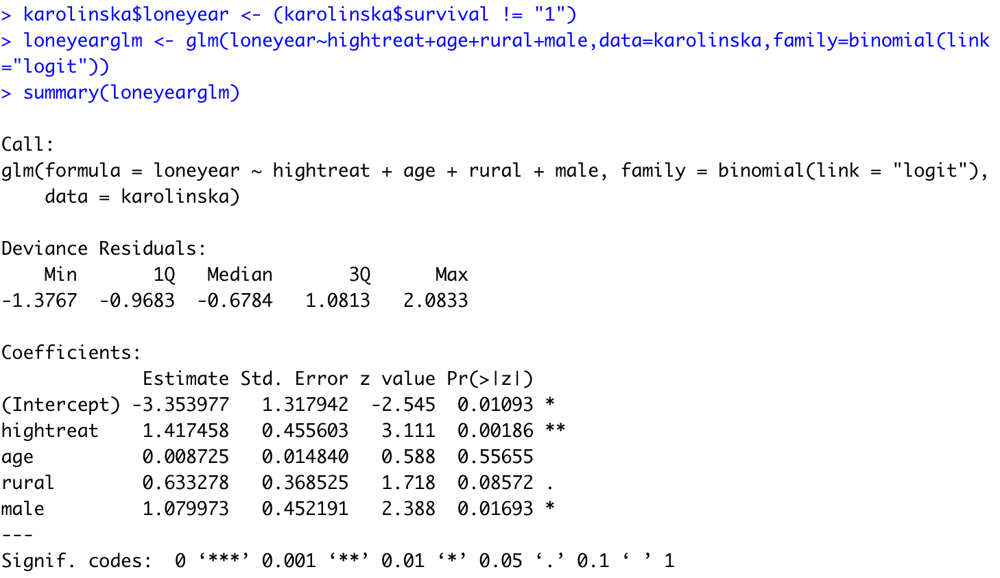 > karolinska$loneyear <- (karolinska$survival != "1")
> loneyearglm <- glm(loneyear~hightreat+age+rural+male,data=karolinska,family=binomial(link
="logit"))
> summary(loneyearglm)

Call:
glm(formula = loneyear ~ hightreat + age + rural + male, family = binomial(link = "logit"),
    data = karolinska)

Deviance Residuals:
    Min       1Q   Median       3Q      Max
-1.3767  -0.9683  -0.6784   1.0813   2.0833

Coefficients:
             Estimate Std. Error z value Pr(>|z|)
(Intercept) -3.353977   1.317942  -2.545  0.01093 *
hightreat    1.417458   0.455603   3.111  0.00186 **
age          0.008725   0.014840   0.588  0.55655
rural        0.633278   0.368525   1.718  0.08572 .
male         1.079973   0.452191   2.388  0.01693 *
---
Signif. codes:  0 ‘***’ 0.001 ‘**’ 0.01 ‘*’ 0.05 ‘.’ 0.1 ‘ ’ 1